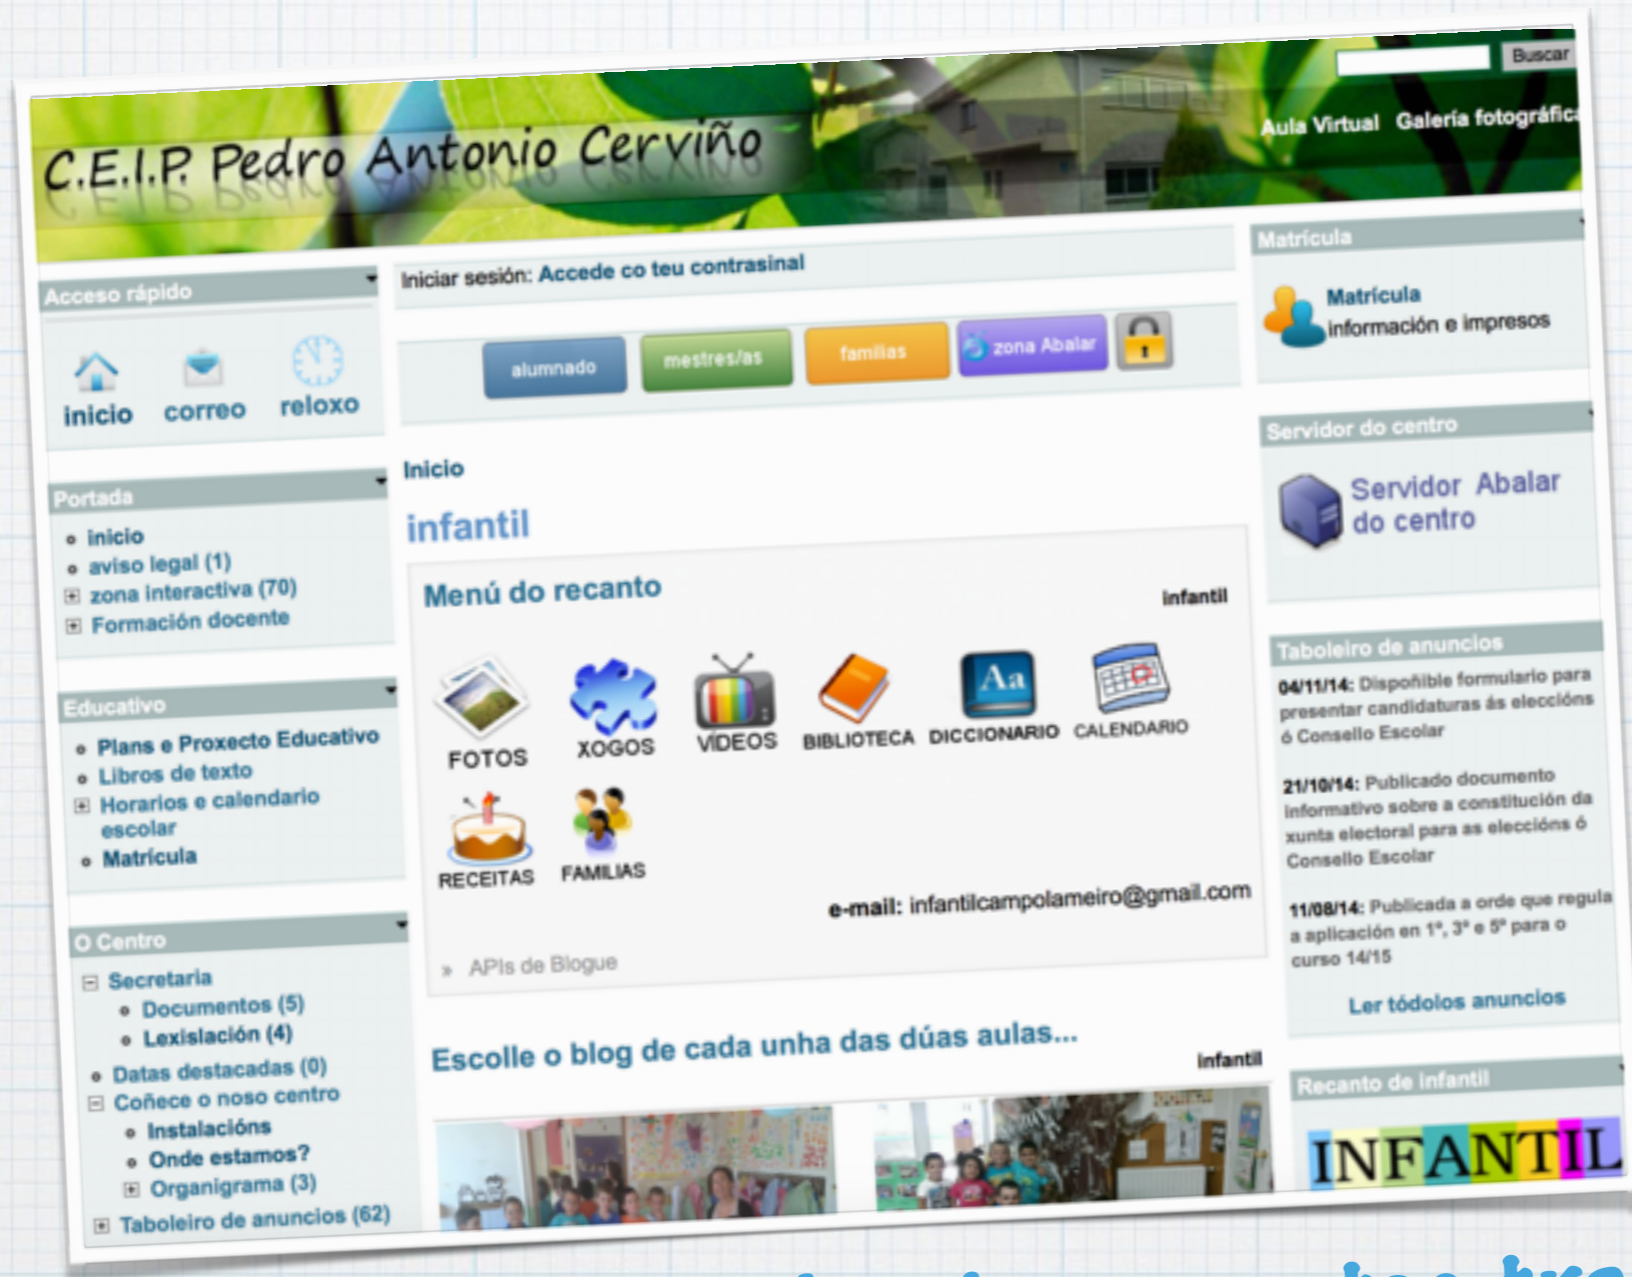 Buscar
Aula Virtual Galería fotográfica
C.E.I.P. Pedro Antonio Cerviño
Acceso rápido
inicio correo reloxo
Portada
inicio
aviso legal (1)
zona interactiva (70)
Formación docente
Educativo
Plans e Proxecto Educativo
Libros de texto
Horarios e calendario
escolar
Matrícula
O Centro
Secretaria
Documentos (5)
Lexislación (4)
Datas destacadas (0)
Coñece o noso centro
Instalacións
Onde estamos?
Organigrama (3)
Taboleiro de anuncios (62)
Iniciar sesión: Accede co teu contrasinal
alumnado mestres/as familias zona Abalar
Inicio
infantil
Menú do recanto
infantil
FOTOS XOGOS VÍDEOS BIBLIOTECA DICCIONARIO CALENDARIO
RECEITAS FAMILIAS
e-mail: infantilcampolameiro@gmail.com
» APIs de Blogue
Escolle o blog de cada unha das dúas aulas...
infantil
Matrícula
Matrícula
información e impresos
Servidor do centro
Servidor Abalar
do centro
Taboleiro de anuncios
04/11/14: Dispoñible formulario para
presentar candidaturas ás eleccións
ó Consello Escolar
21/10/14: Publicado documento
informativo sobre a constitución da
xunta electoral para as eleccións ó
Consello Escolar
11/08/14: Publicada a orde que regula
a aplicación en 1º, 3º e 5º para o
curso 14/15
Ler tódolos anuncios
Recanto de infantil
INFANTIL